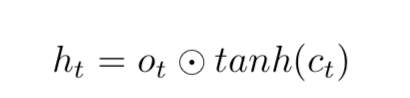 h_t = o_t ⊙ tanh(c_t)